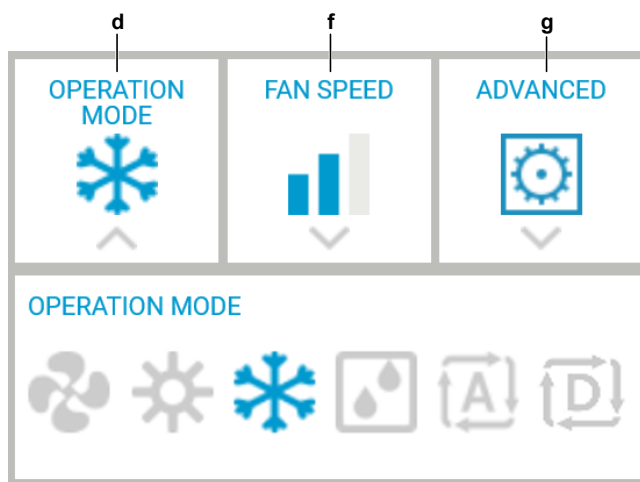 d f g
OPERATION
MODE
FAN SPEED
ADVANCED
OPERATION MODE
A D